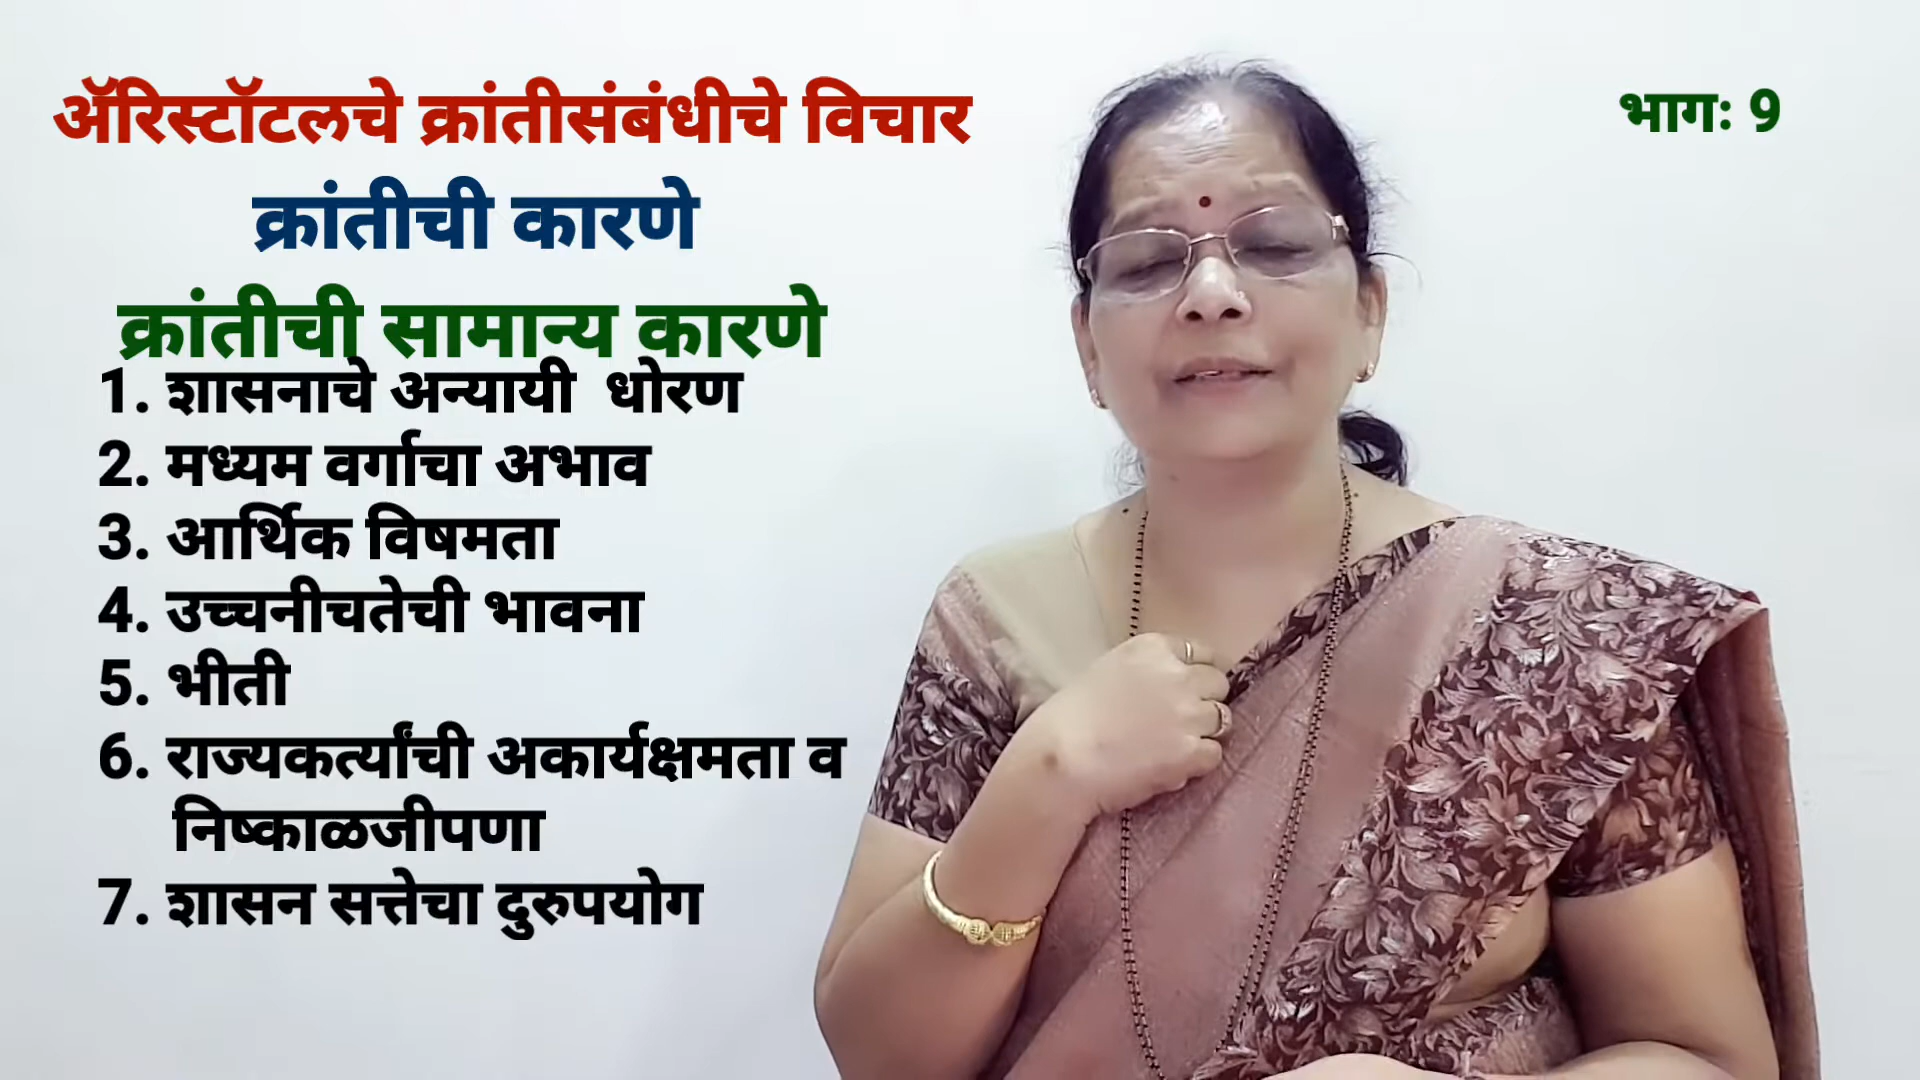 ॲरिस्टॉटलचे क्रांतीसंबंधीचे विचार
भागः 9
क्रांतीची कारणे
क्रांतीची सामान्य कारणे
1. शासनाचे अन्यायी धोरण
2. मध्यम वर्गाचा अभाव
3. आर्थिक विषमता
4. उच्चनीचतेची भावना
5. भीती
6. राज्यकर्त्यांची अकार्यक्षमता व
निष्काळजीपणा
7. शासन सत्तेचा दुरुपयोग